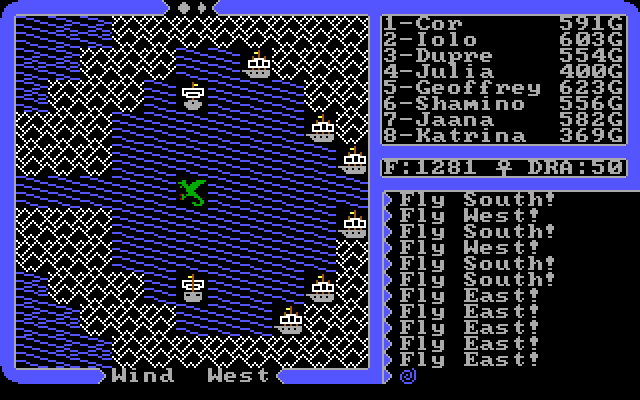 1-Cor 591G
2-Iolo 603G
3-Dupre 554G
4-Julia 400G
5-Geoffrey 623G
6-Shamino 556G
7-Jaana 582G
8-Katrina 369G
F:1281 ♀ DRA:50
Fly South!
Fly West!
Fly South!
Fly West!
Fly South!
Fly South!
Fly East!
Fly East!
Fly East!
Fly East!
Fly East!
Wind West